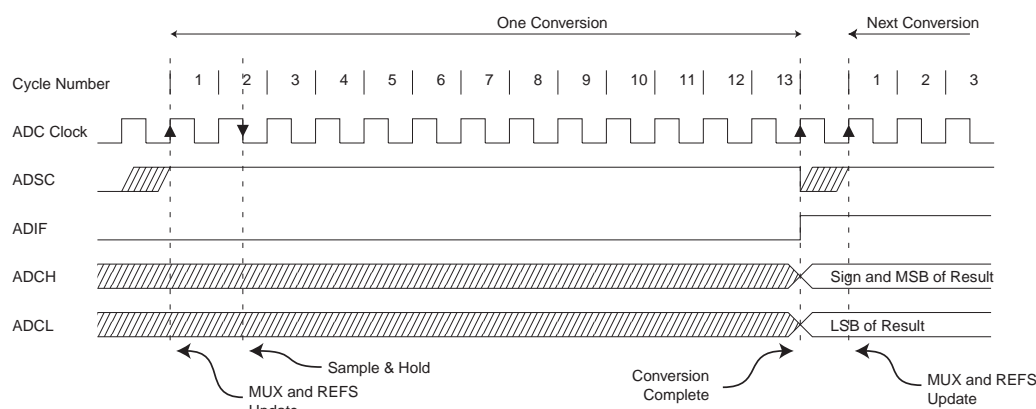 One Conversion
Next Conversion
Cycle Number
1 2 3 4 5 6 7 8 9 10 11 12 13 1 2 3
ADC Clock
ADSC
ADIF
ADCH
Sign and MSB of Result
ADCL
LSB of Result
Sample & Hold
MUX and REFS
Update
Conversion
Complete
MUX and REFS
Update